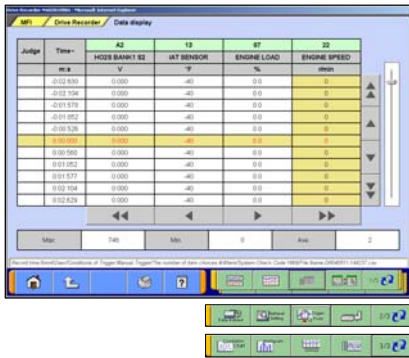 MFI / Drive Recorder / Data display
Judge Time- A2 13 67 22
HO2S BANK1 S2 IAT SENSOR ENGINE LOAD ENGINE SPEED
m:s V °F % r/min
-0:02 630 0.000 -40 0.0 0
-0:02 104 0.000 -40 0.0 0
-0:01 578 0.000 -40 0.0 0
-0:01 052 0.000 -40 0.0 0
-0:00 526 0.000 -40 0.0 0
0:00 000 0.000 -40 0.0 0
0:00 560 0.000 -40 0.0 0
0:01 052 0.000 -40 0.0 0
0:01 577 0.000 -40 0.0 0
0:02 104 0.000 -40 0.0 0
0:02 629 0.000 -40 0.0 0
Max. 746 Min. 0 Ave. 2
1/3
2/3
3/3